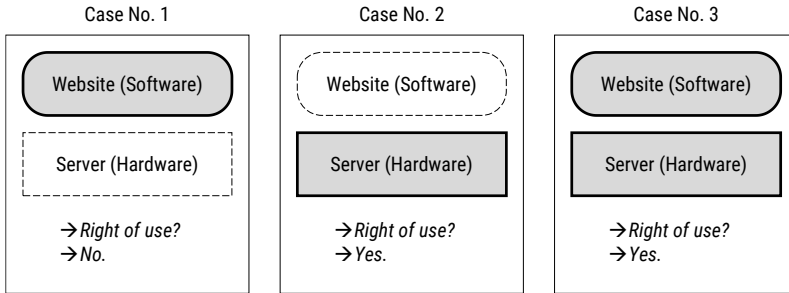 Case No. 1
Website (Software)
Server (Hardware)
→Right of use?
→No.
Case No. 2
Website (Software)
Server (Hardware)
→Right of use?
→Yes.
Case No. 3
Website (Software)
Server (Hardware)
→Right of use?
→Yes.